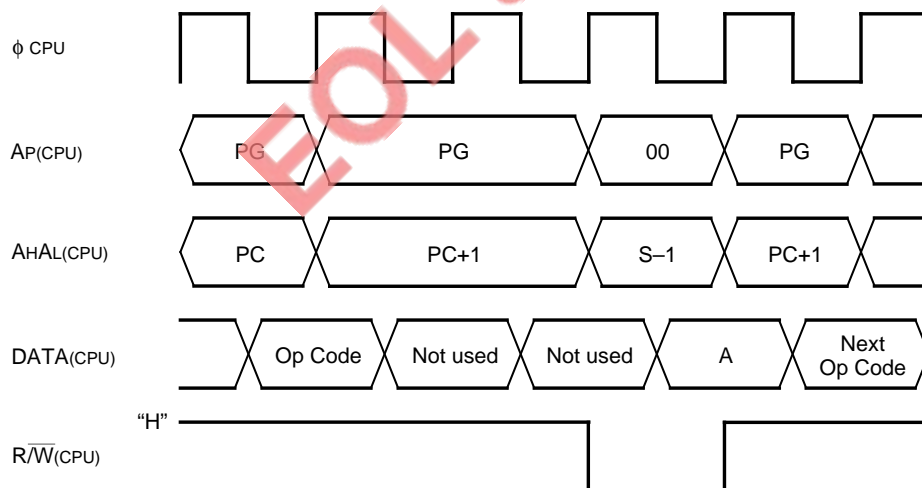 EOL
φ CPU
AP(CPU)
PG
PG
00
PG
AHAL(CPU)
PC
PC+1
S–1
PC+1
DATA(CPU)
Op Code
Not used
Not used
A
Next
Op Code
“H”
R/W(CPU)